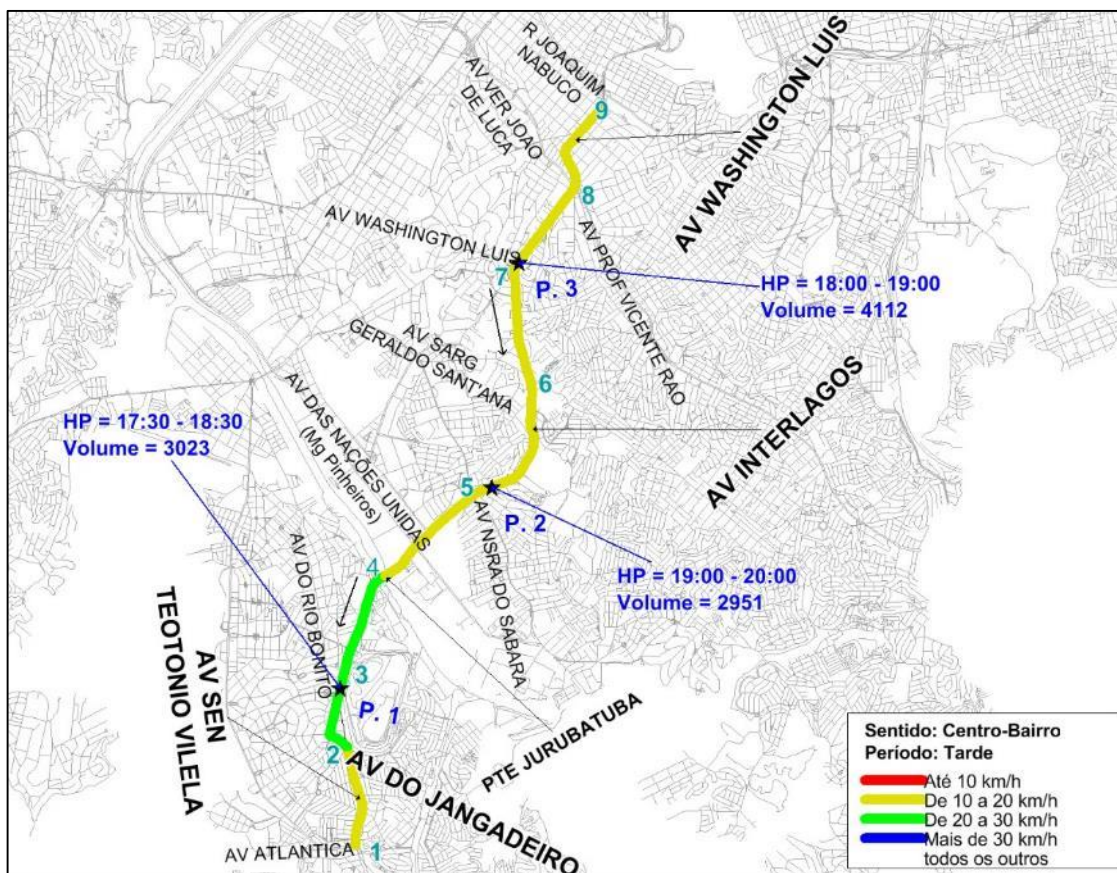 R JOAQUIM
NABUCO
AV VER JOAO
DE LUCA
AV WASHINGTON LUIS
9
8
AV WASHINGTON LUIS
7
P. 3
HP = 18:00 - 19:00
Volume = 4112
AV PROF VICENTE RAO
AV SARG
GERALDO SANT'ANA
6
AV INTERLAGOS
AV DAS NAÇÕES UNIDAS
(Mg Pinheiros)
HP = 17:30 - 18:30
Volume = 3023
5
P. 2
AV NSRA DO SABARA
HP = 19:00 - 20:00
Volume = 2951
4
AV DO RIO BONITO
3
P. 1
AV SEN
TEOTONIO VILELA
PTE JURUBATUBA
2
AV DO JANGADEIRO
AV ATLANTICA
1
Sentido: Centro-Bairro
Período: Tarde
Até 10 km/h
De 10 a 20 km/h
De 20 a 30 km/h
Mais de 30 km/h
todos os outros